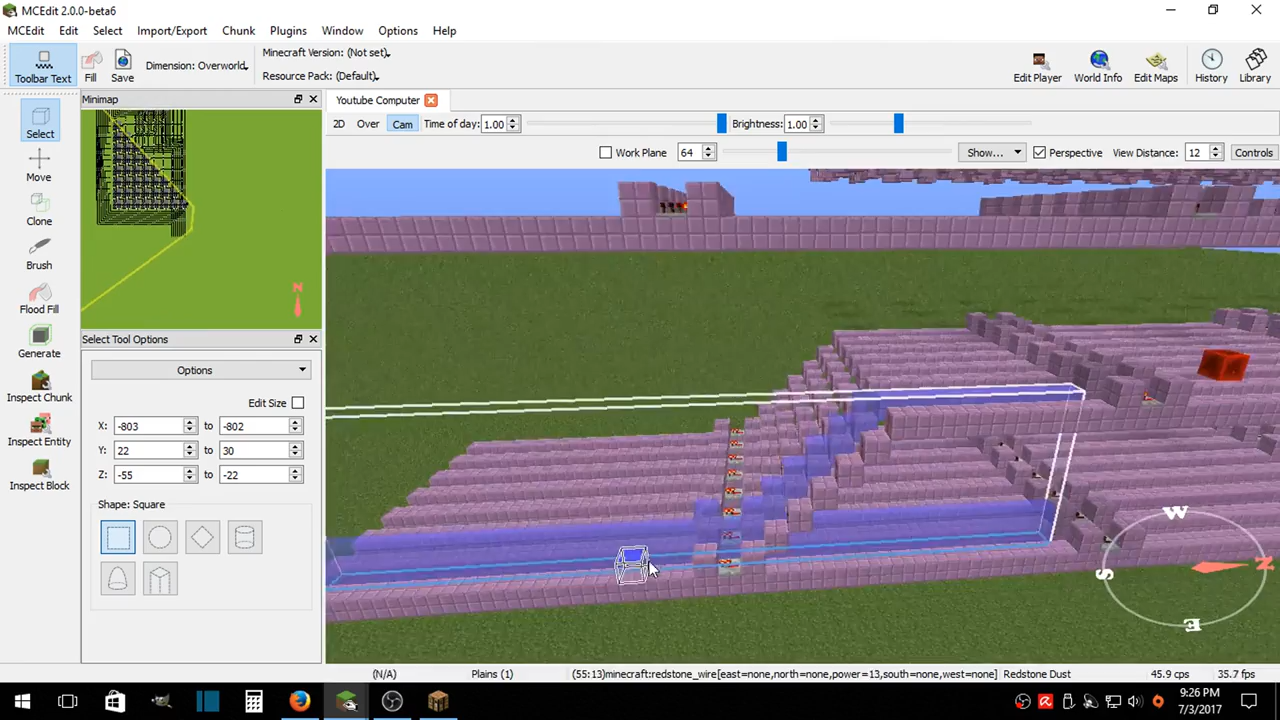 MCEdit 2.0.0-beta6
MCEdit Edit Select Import/Export Chunk Plugins Window Options Help
Toolbar Text
Fill
Save
Dimension: Overworld
Minecraft Version: (Not set)
Resource Pack: (Default)
Edit Player
World Info
Edit Maps
History
Library
Select
Move
Clone
Brush
Flood Fill
Generate
Inspect Chunk
Inspect Entity
Inspect Block
Minimap
N
Select Tool Options
Options
Edit Size
X: -803 to -802
Y: 22 to 30
Z: -55 to -22
Shape: Square
Youtube Computer
2D Over Cam Time of day: 1.00 Brightness: 1.00
Work Plane 64 Show... Perspective View Distance: 12 Controls
W
S
Z
E
(N/A) Plains (1) (55:13)minecraft:redstone_wire[east=none,north=none,power=13,south=none,west=none] Redstone Dust 45.9 cps 35.7 fps
9:26 PM
7/3/2017